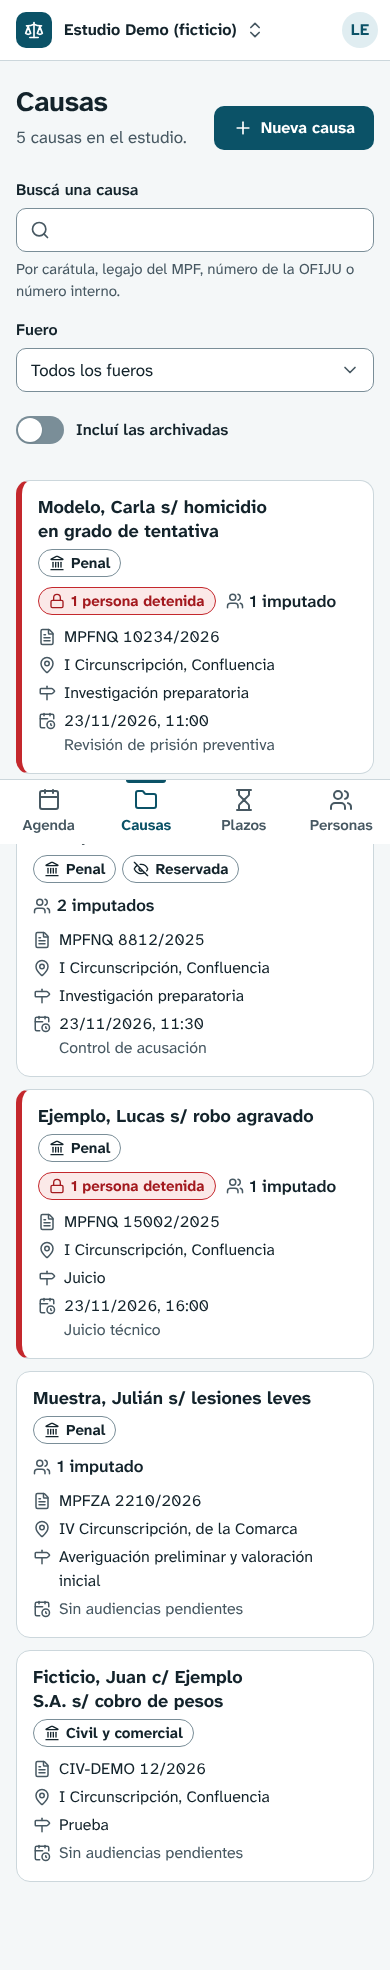 Estudio Demo (ficticio)
LE
Causas
5 causas en el estudio.
Nueva causa
Buscá una causa
Por carátula, legajo del MPF, número de la OFIJU o
número interno.
Fuero
Todos los fueros
Incluí las archivadas
Modelo, Carla s/ homicidio
en grado de tentativa
Penal
1 persona detenida
1 imputado
MPFNQ 10234/2026
I Circunscripción, Confluencia
Investigación preparatoria
23/11/2026, 11:00
Revisión de prisión preventiva
Agenda
Causas
Plazos
Personas
Penal
Reservada
2 imputados
MPFNQ 8812/2025
I Circunscripción, Confluencia
Investigación preparatoria
23/11/2026, 11:30
Control de acusación
Ejemplo, Lucas s/ robo agravado
Penal
1 persona detenida
1 imputado
MPFNQ 15002/2025
I Circunscripción, Confluencia
Juicio
23/11/2026, 16:00
Juicio técnico
Muestra, Julián s/ lesiones leves
Penal
1 imputado
MPFZA 2210/2026
IV Circunscripción, de la Comarca
Averiguación preliminar y valoración
inicial
Sin audiencias pendientes
Ficticio, Juan c/ Ejemplo
S.A. s/ cobro de pesos
Civil y comercial
CIV-DEMO 12/2026
I Circunscripción, Confluencia
Prueba
Sin audiencias pendientes